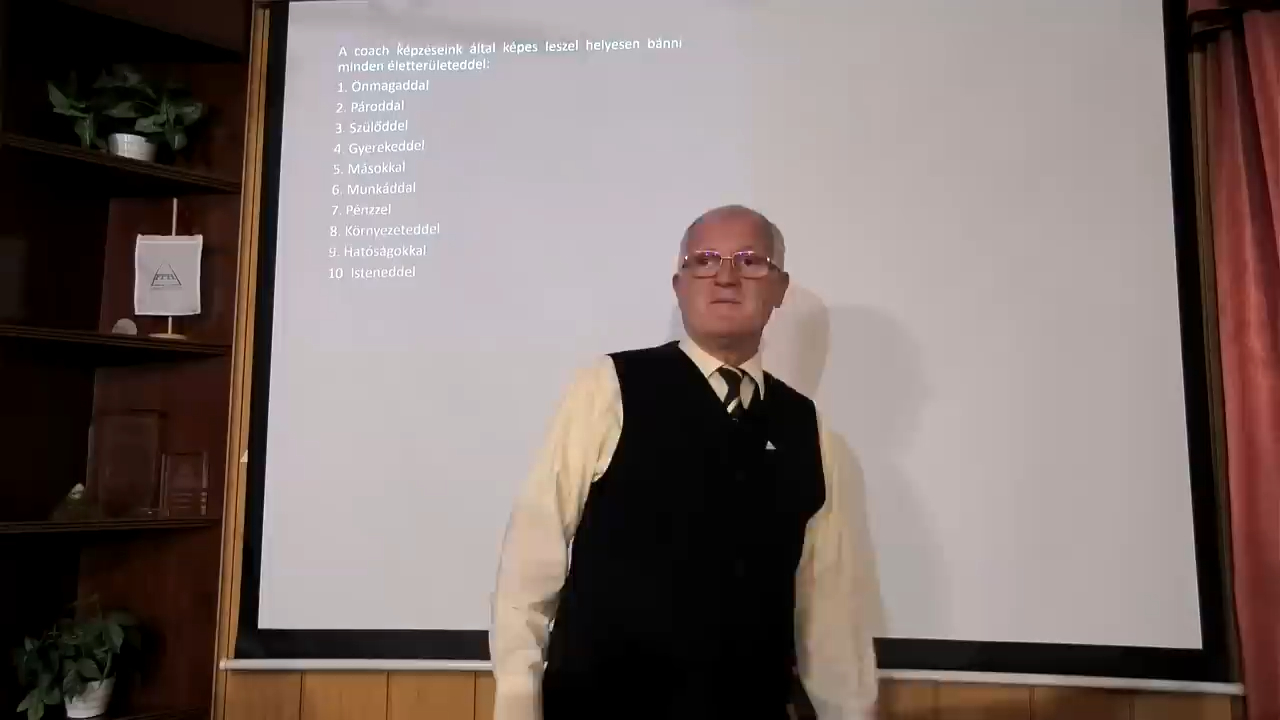 A coach képzéseink által képes leszel helyesen bánni
minden életterületeddel:
1. Önmagaddal
2. Pároddal
3. Szülőddel
4. Gyerekeddel
5. Másokkal
6. Munkáddal
7. Pénzzel
8. Környezeteddel
9. Hatóságokkal
10 Isteneddel